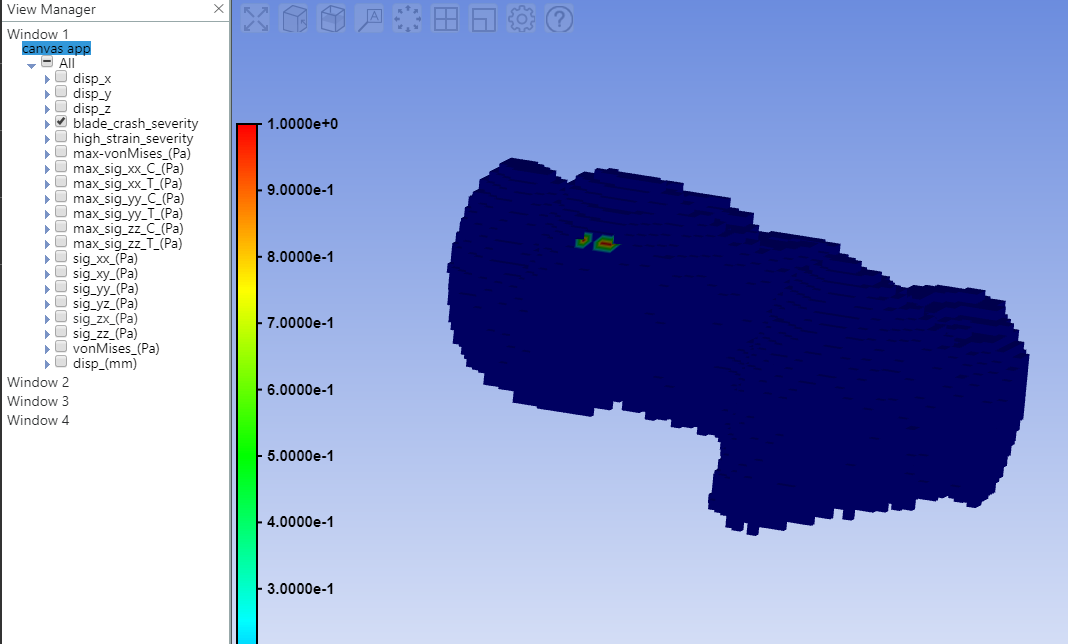 View Manager
Window 1
canvas app
All
disp_x
disp_y
disp_z
blade_crash_severity
high_strain_severity
max-vonMises_(Pa)
max_sig_xx_C_(Pa)
max_sig_xx_T_(Pa)
max_sig_yy_C_(Pa)
max_sig_yy_T_(Pa)
max_sig_zz_C_(Pa)
max_sig_zz_T_(Pa)
sig_xx_(Pa)
sig_xy_(Pa)
sig_yy_(Pa)
sig_yz_(Pa)
sig_zx_(Pa)
sig_zz_(Pa)
vonMises_(Pa)
disp_(mm)
Window 2
Window 3
Window 4
A
?
1.0000e+0
9.0000e-1
8.0000e-1
7.0000e-1
6.0000e-1
5.0000e-1
4.0000e-1
3.0000e-1